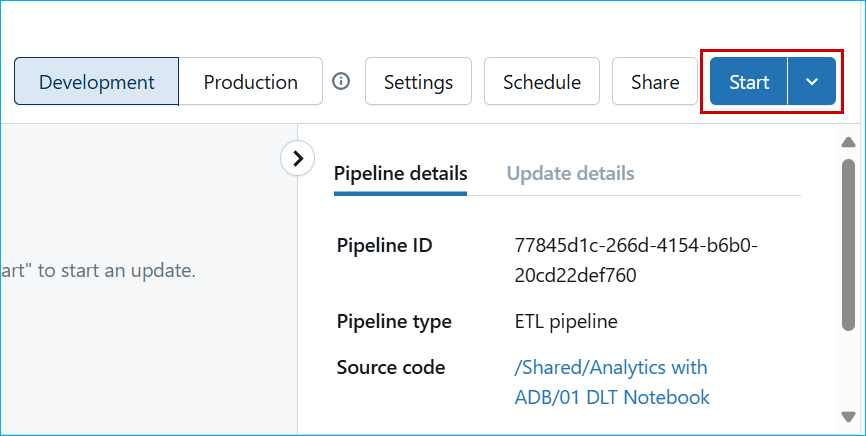 Development Production Settings Schedule Share Start
Pipeline details Update details
art" to start an update.
Pipeline ID 77845d1c-266d-4154-b6b0-
20cd22def760
Pipeline type ETL pipeline
Source code /Shared/Analytics with
ADB/01 DLT Notebook